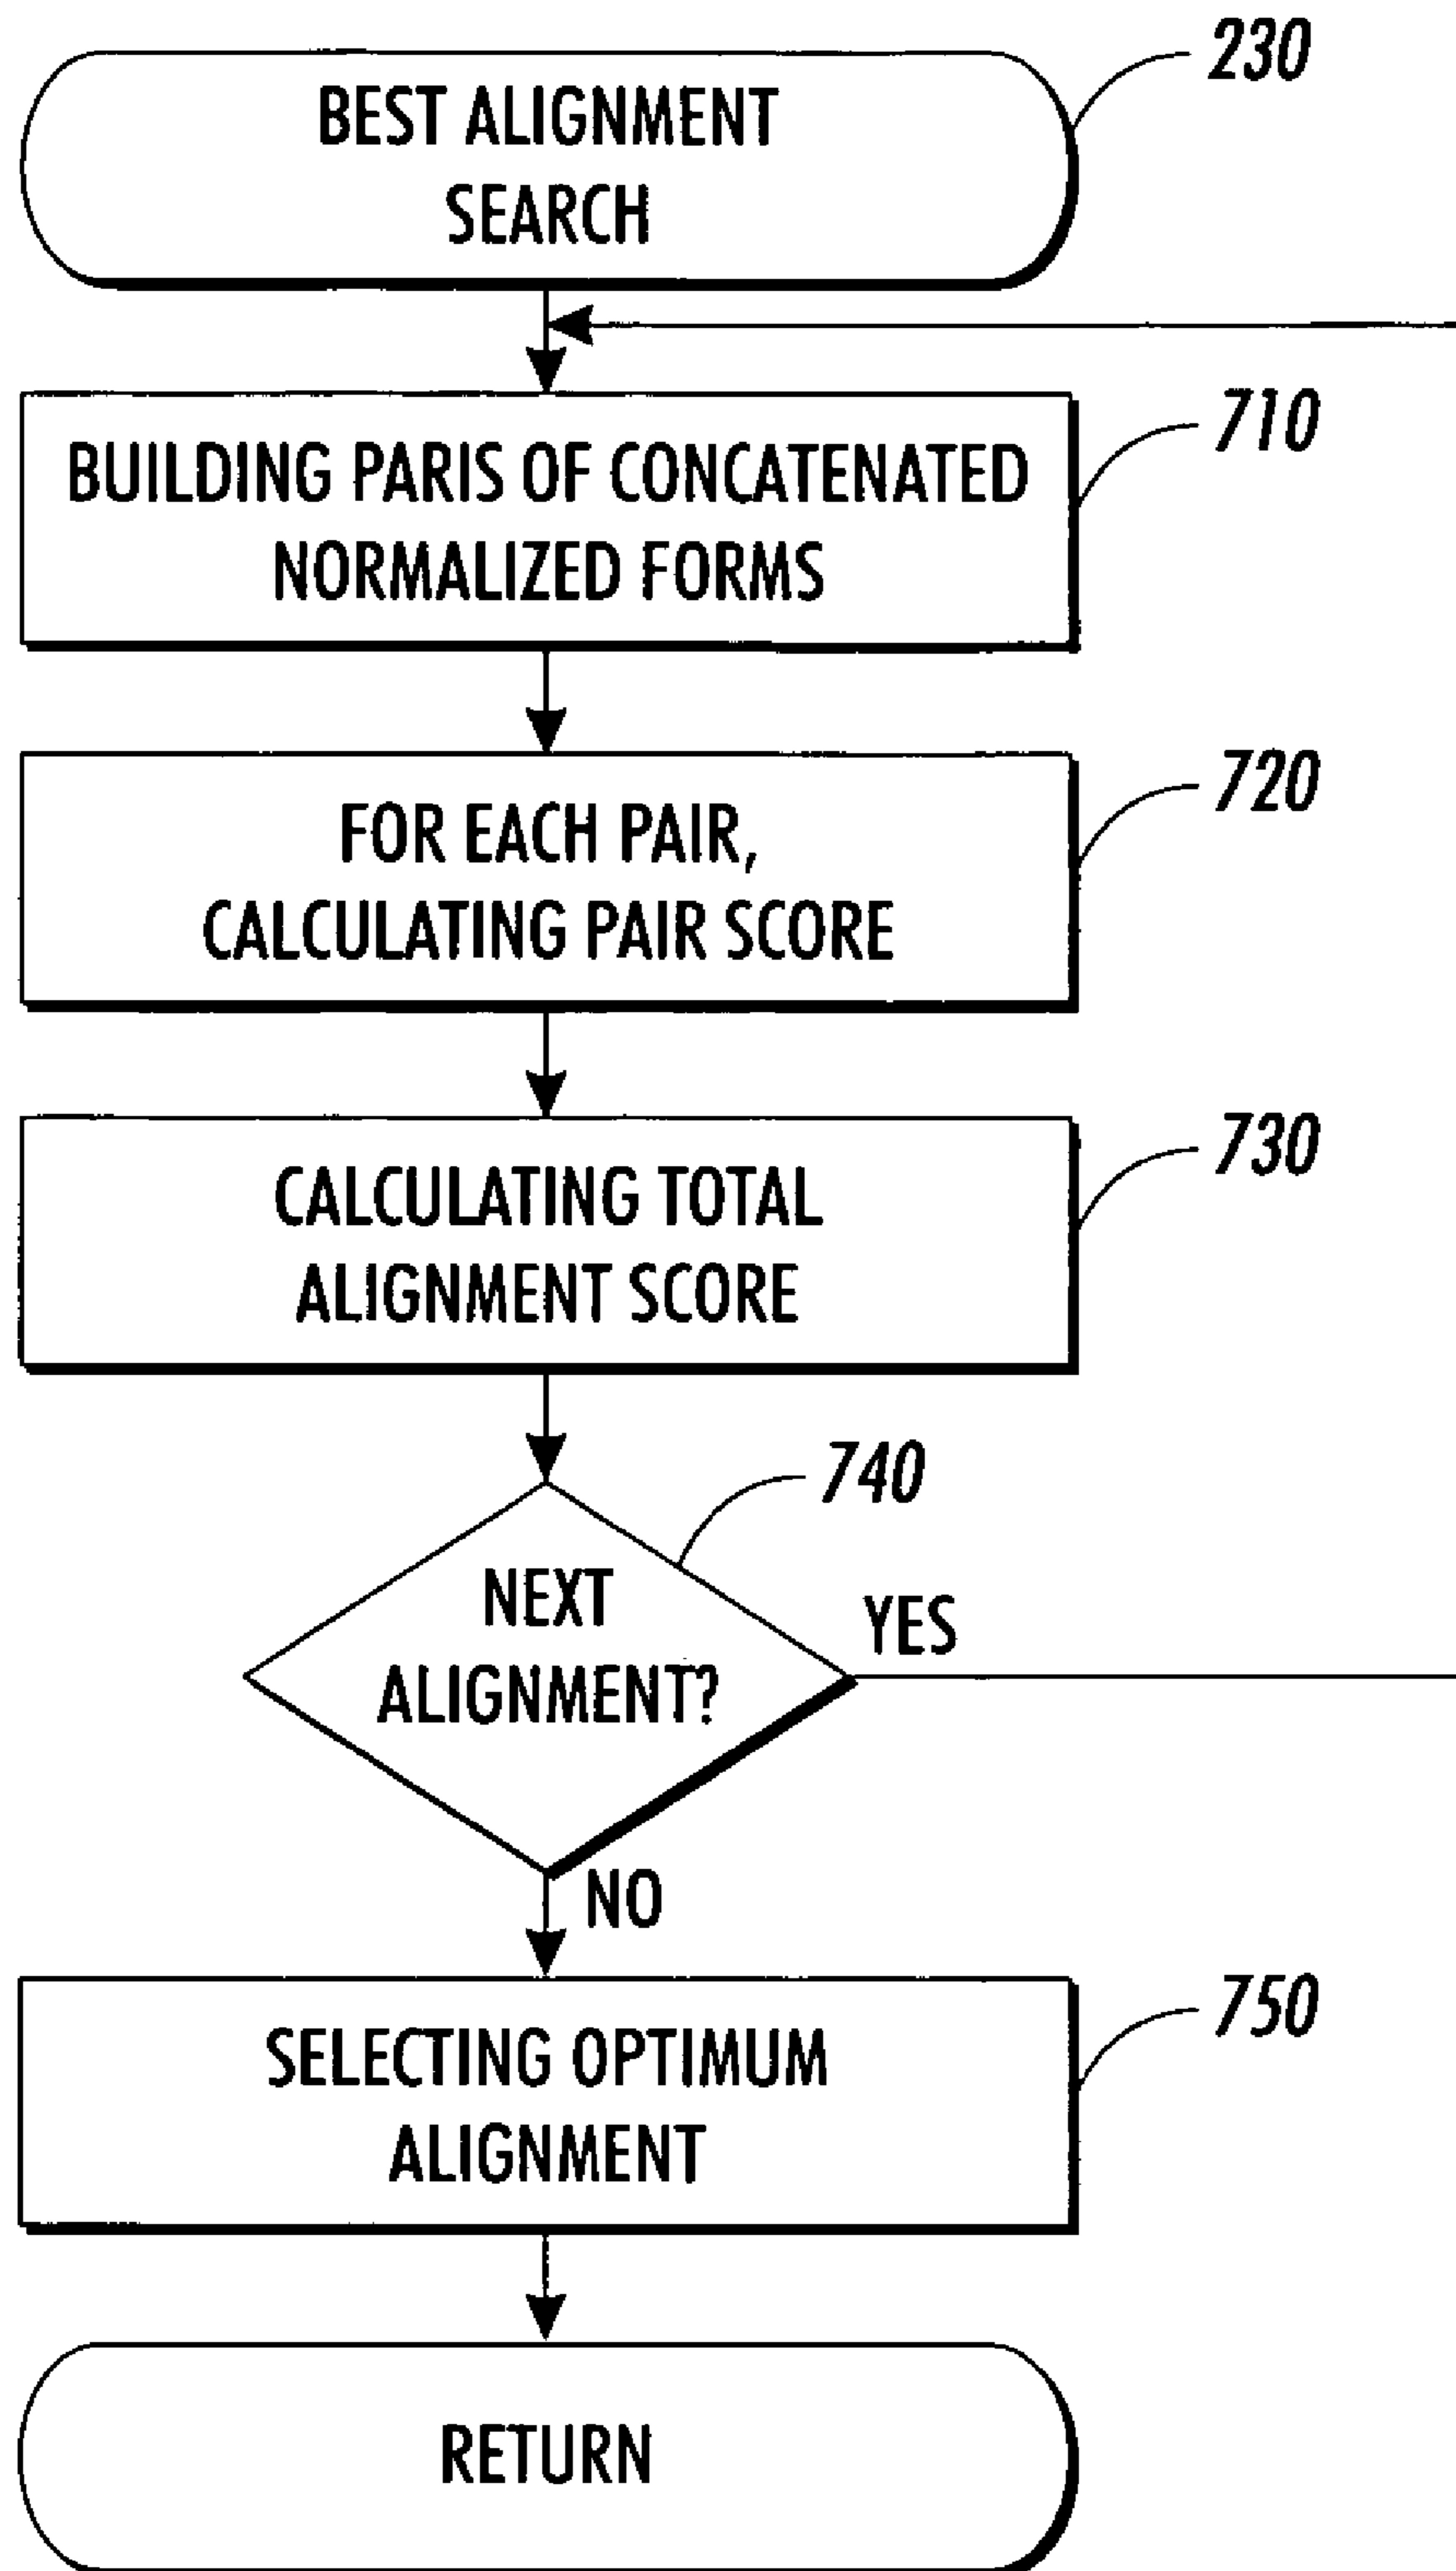 230
BEST ALIGNMENT
SEARCH
710
BUILDING PARIS OF CONCATENATED
NORMALIZED FORMS
720
FOR EACH PAIR,
CALCULATING PAIR SCORE
730
CALCULATING TOTAL
ALIGNMENT SCORE
740
NEXT
ALIGNMENT?
YES
NO
750
SELECTING OPTIMUM
ALIGNMENT
RETURN